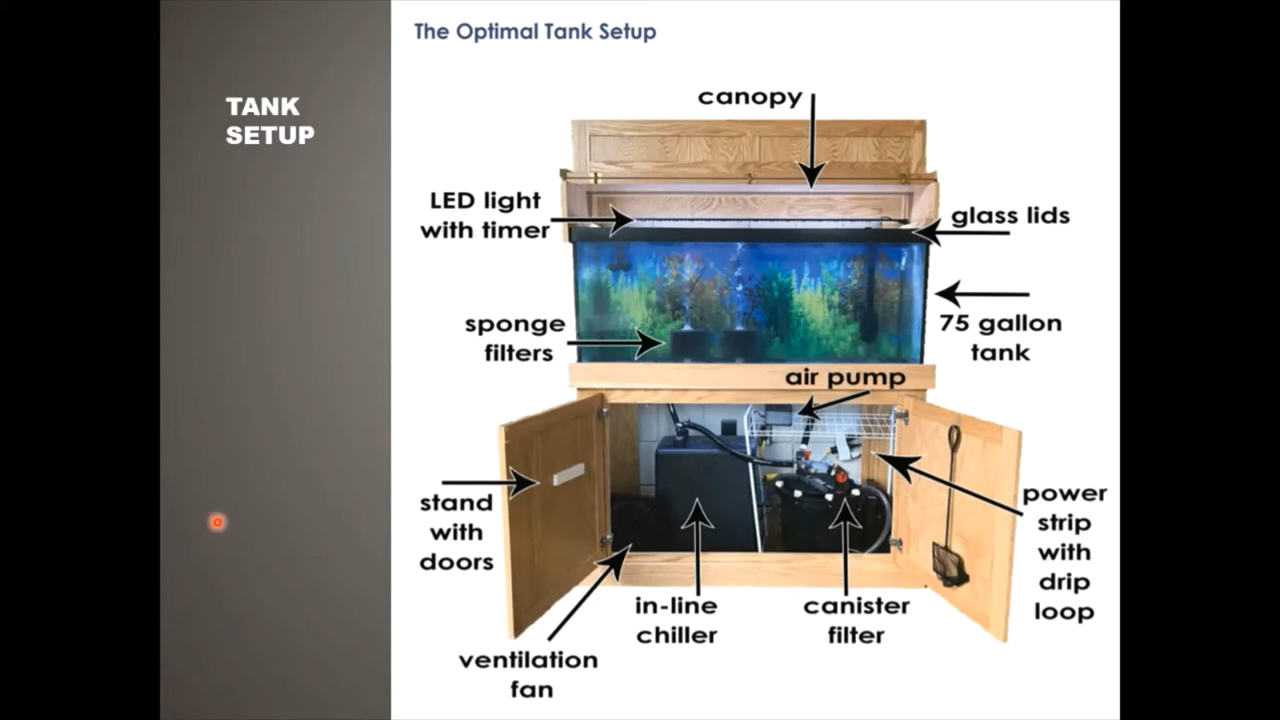 TANK
SETUP
The Optimal Tank Setup
canopy
LED light
with timer
glass lids
sponge
filters
75 gallon
tank
air pump
stand
with
doors
power
strip
with
drip
loop
in-line
chiller
canister
filter
ventilation
fan